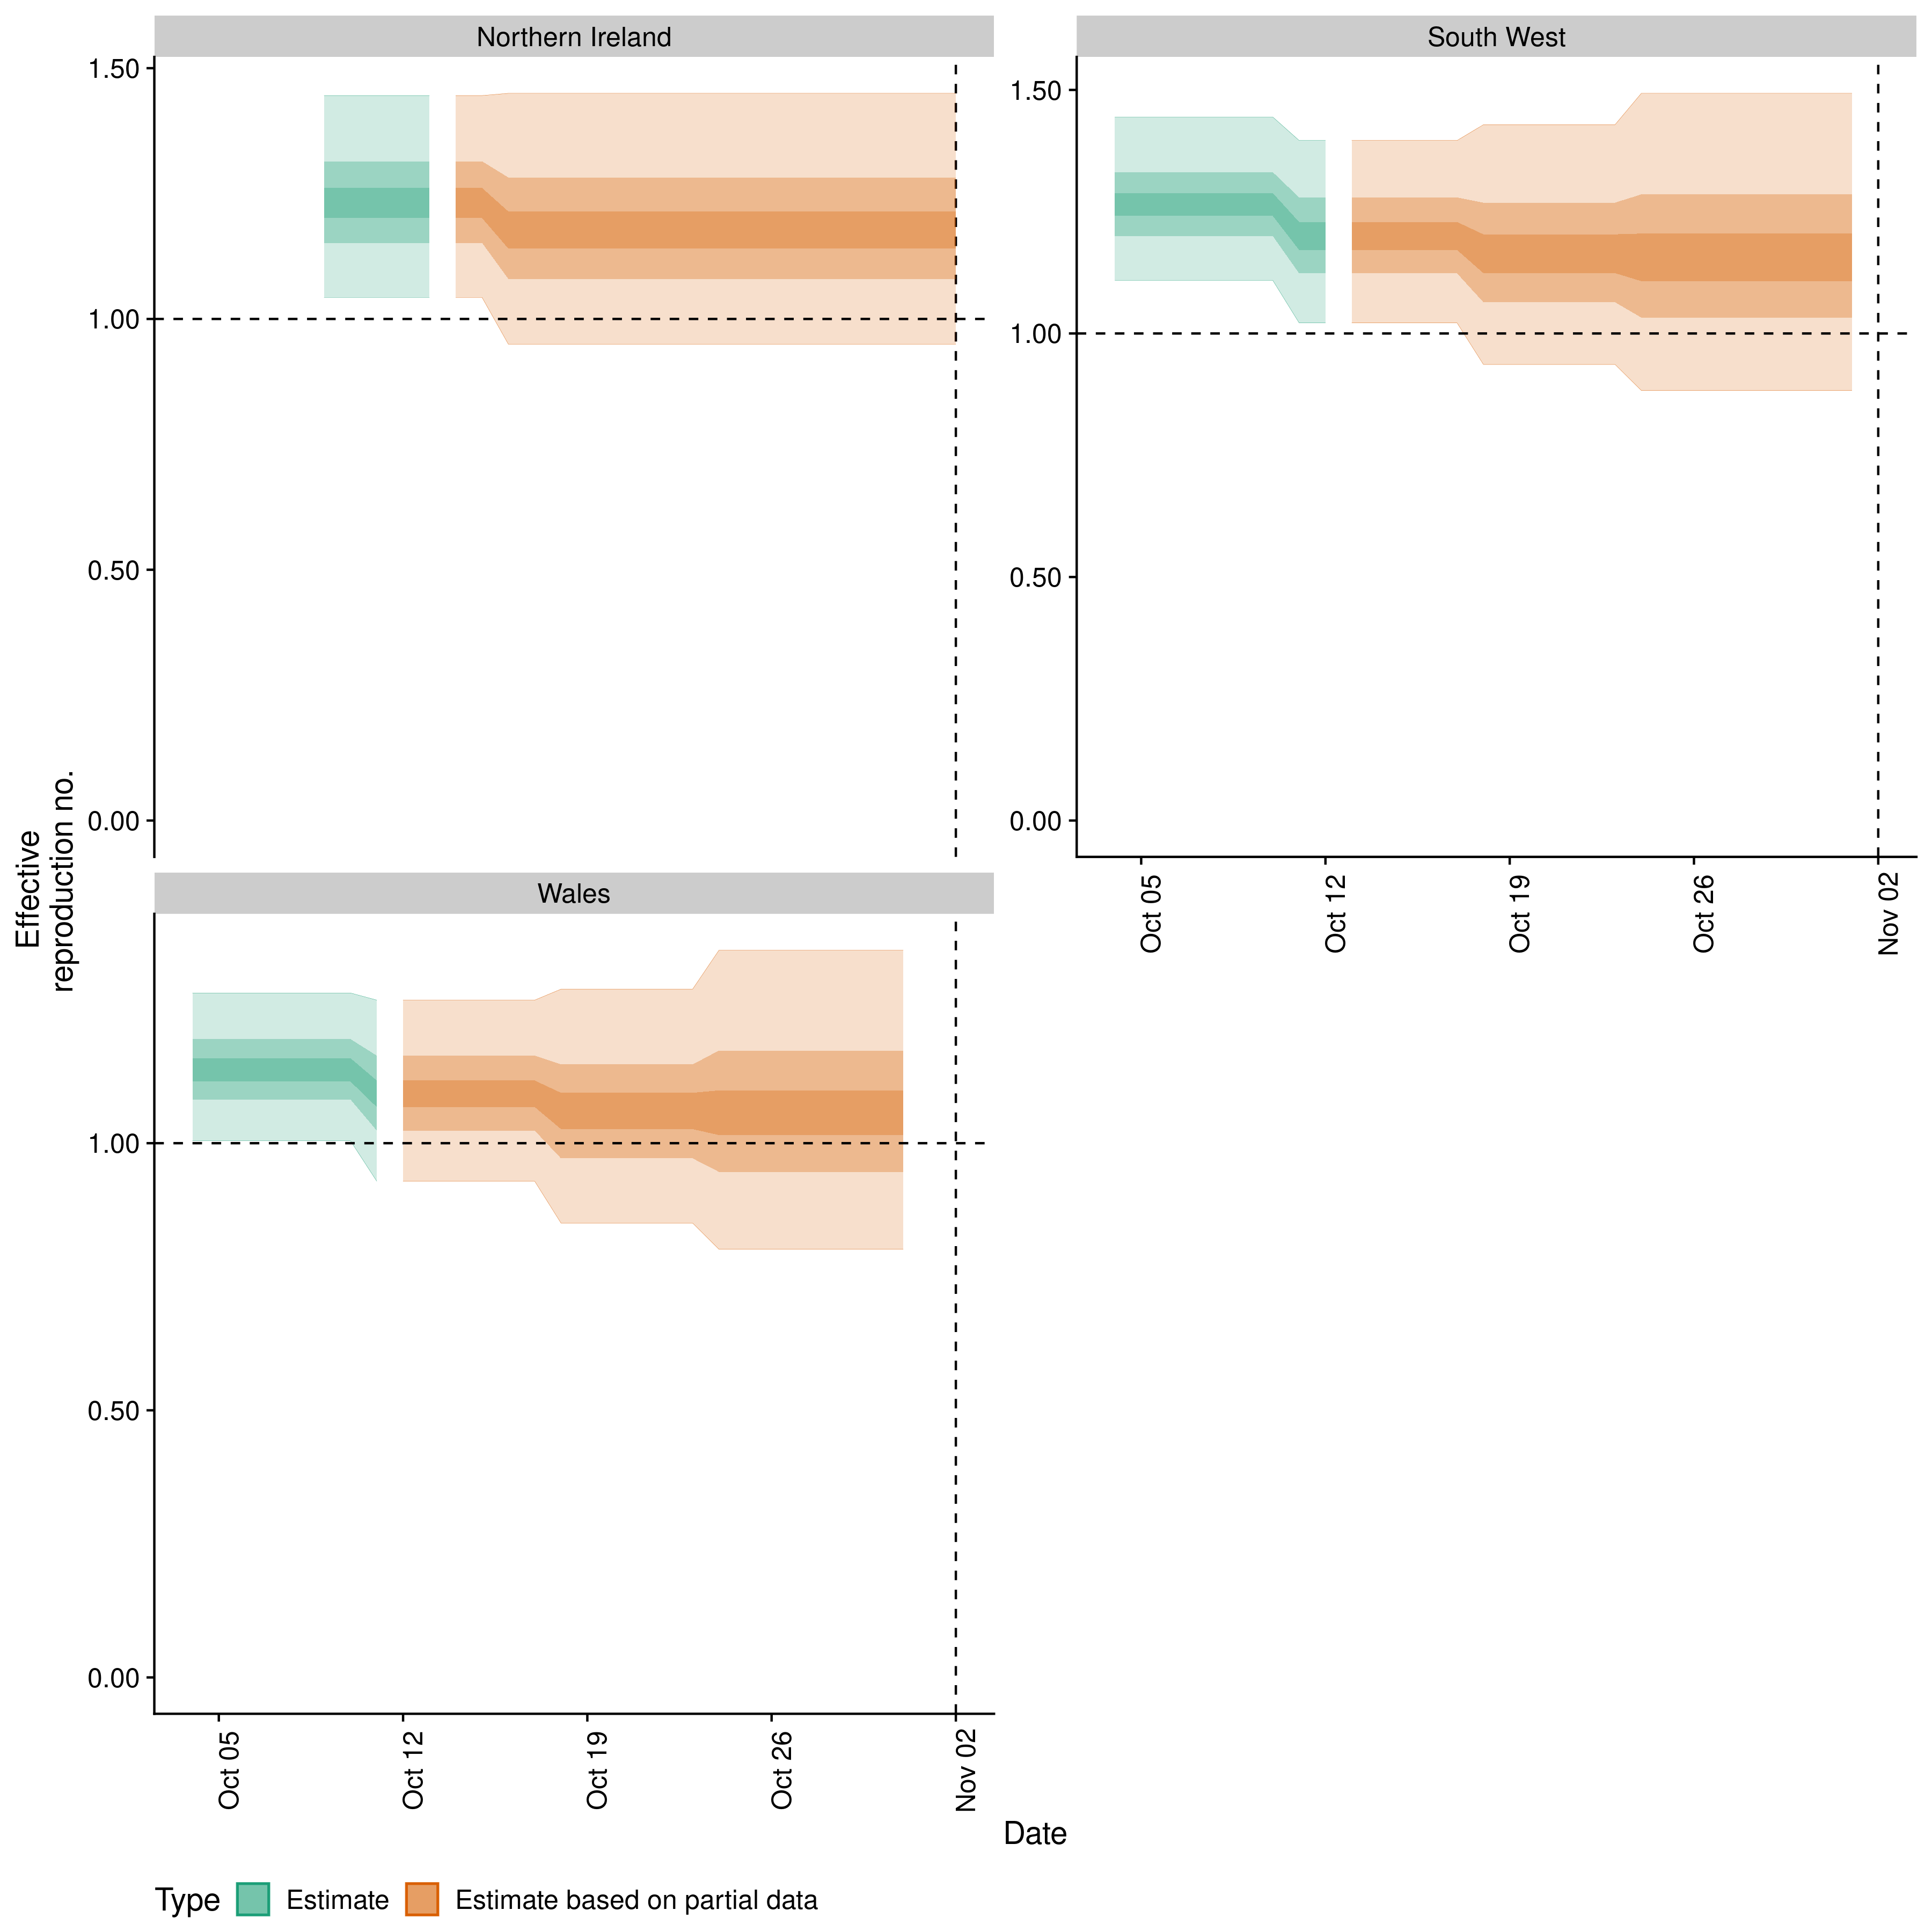 Northern Ireland
South West
1.50
1.00
0.50
0.00
1.50
1.00
0.50
0.00
Oct 05
Oct 12
Oct 19
Oct 26
Nov 02
Effective
reproduction no.
Wales
1.00
0.50
0.00
Oct 05
Oct 12
Oct 19
Oct 26
Nov 02
Date
Type
Estimate
Estimate based on partial data